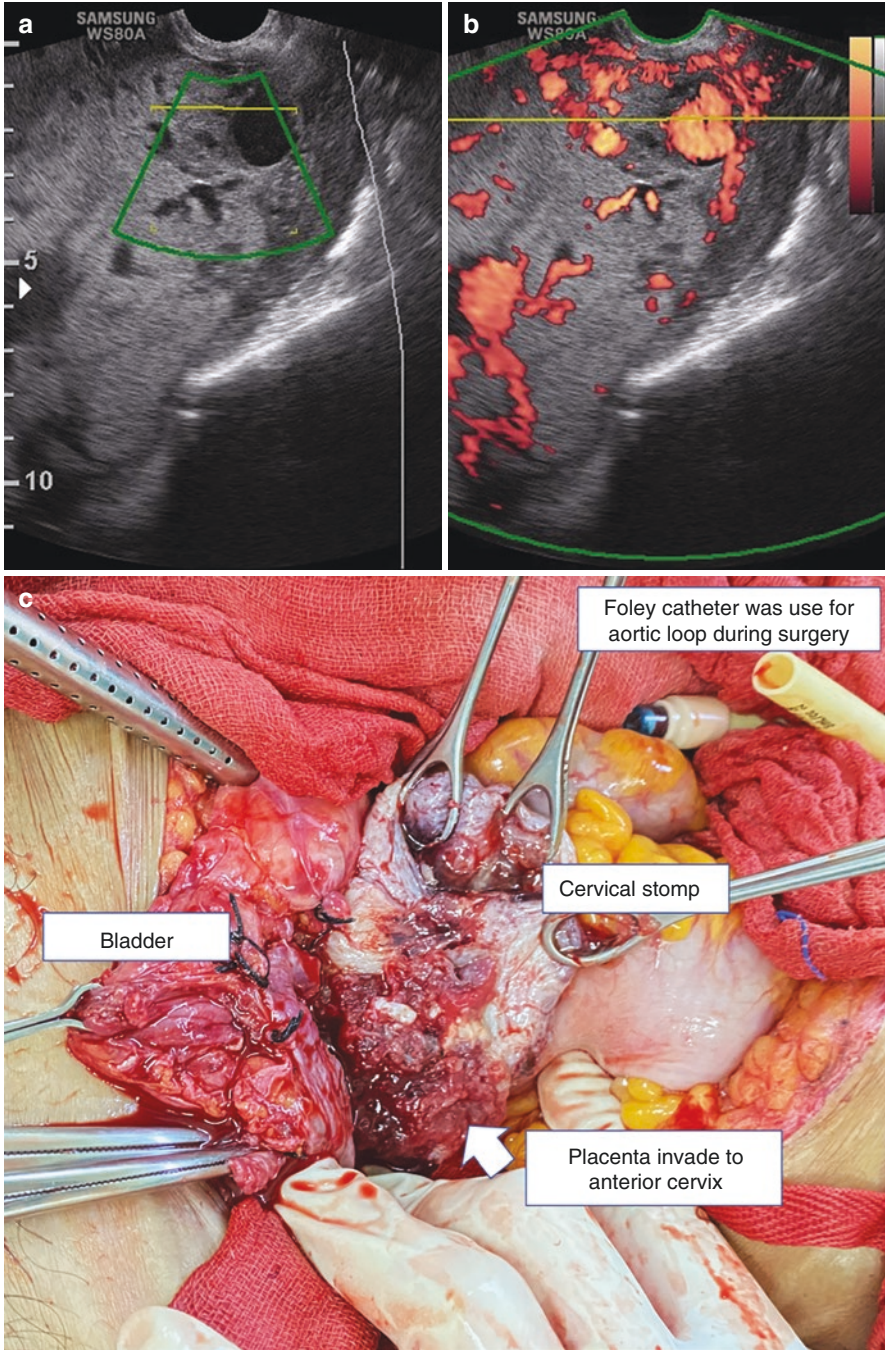 a
SAMSUNG
WS80A
5
10
b
SAMSUNG
WS80A
c
Foley catheter was use for
aortic loop during surgery
Cervical stomp
Bladder
Placenta invade to
anterior cervix